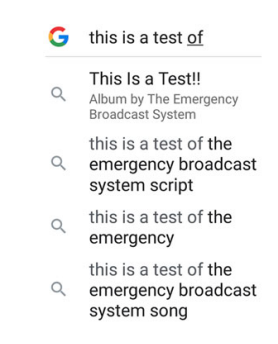 this is a test of
This Is a Test!!
Album by The Emergency
Broadcast System
this is a test of the
emergency broadcast
system script
this is a test of the
emergency
this is a test of the
emergency broadcast
system song